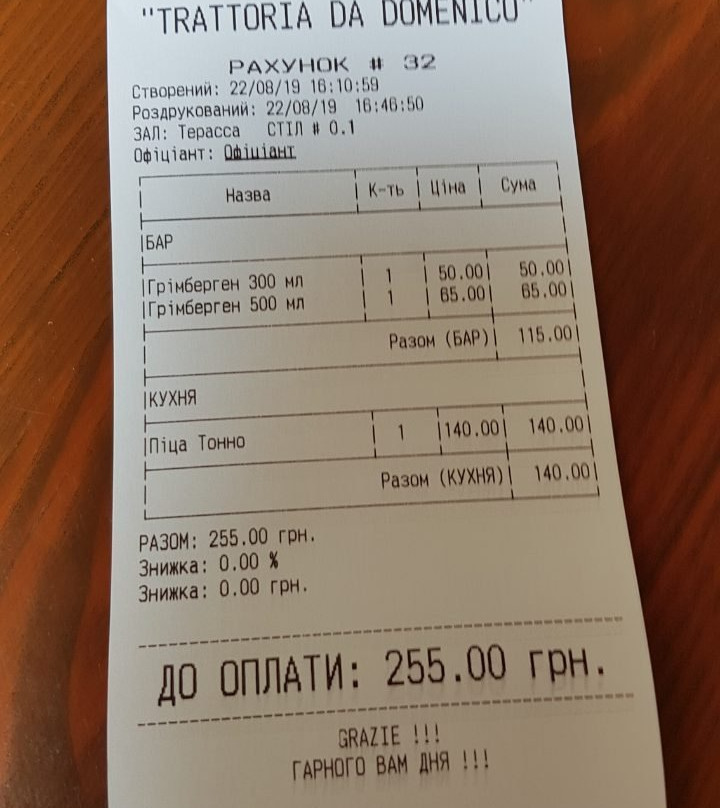 "TRATTORIA DA DOMENICO"
РАХУНОК # 32
Створений: 22/08/19 16:10:59
Роздрукований: 22/08/19 16:46:50
ЗАЛ: Терасса СТІЛ # 0.1
Офіціант: Офіціант
Назва К-ть Ціна Сума
БАР
Грімберген 300 мл 1 50.00 50.00
Грімберген 500 мл 1 65.00 65.00
Разом (БАР) 115.00
КУХНЯ
Піца Тонно 1 140.00 140.00
Разом (КУХНЯ) 140.00
РАЗОМ: 255.00 грн.
Знижка: 0.00 %
Знижка: 0.00 грн.
ДО ОПЛАТИ: 255.00 грн.
GRAZIE !!!
ГАРНОГО ВАМ ДНЯ !!!